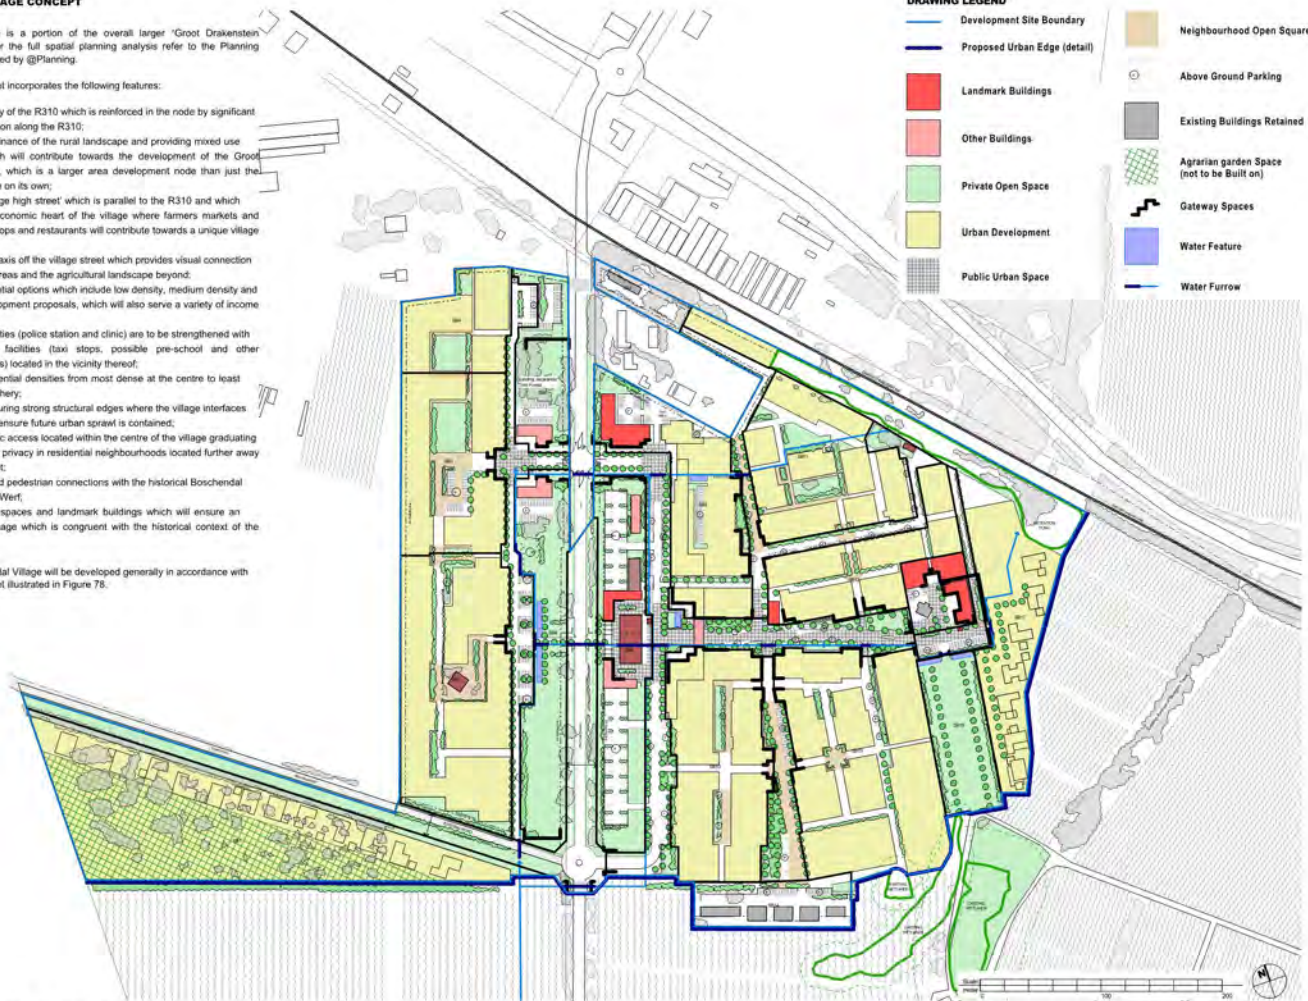 AGE CONCEPT
is a portion of the overall larger 'Groot Drakenstein
r the full spatial planning analysis refer to the Planning
ed by @Planning.
t incorporates the following features:
y of the R310 which is reinforced in the node by significant
on along the R310;
inance of the rural landscape and providing mixed use
h will contribute towards the development of the Groot
, which is a larger area development node than just the
on its own;
ge high street' which is parallel to the R310 and which
conomic heart of the village where farmers markets and
ops and restaurants will contribute towards a unique village
axis off the village street which provides visual connection
reas and the agricultural landscape beyond;
tial options which include low density, medium density and
opment proposals, which will also serve a variety of income
ties (police station and clinic) are to be strengthened with
facilities (taxi stops, possible pre-school and other
s) located in the vicinity thereof;
ential densities from most dense at the centre to least
hery;
uring strong structural edges where the village interfaces
ensure future urban sprawl is contained;
c access located within the centre of the village graduating
privacy in residential neighbourhoods located further away
t;
d pedestrian connections with the historical Boschendal
Werf;
spaces and landmark buildings which will ensure an
age which is congruent with the historical context of the
al Village will be developed generally in accordance with
t illustrated in Figure 78.
DRAWING LEGEND
Development Site Boundary
Proposed Urban Edge (detail)
Landmark Buildings
Other Buildings
Private Open Space
Urban Development
Public Urban Space
Neighbourhood Open Square
Above Ground Parking
Existing Buildings Retained
Agrarian garden Space
(not to be Built on)
Gateway Spaces
Water Feature
Water Furrow
Scale
0
100
200
N